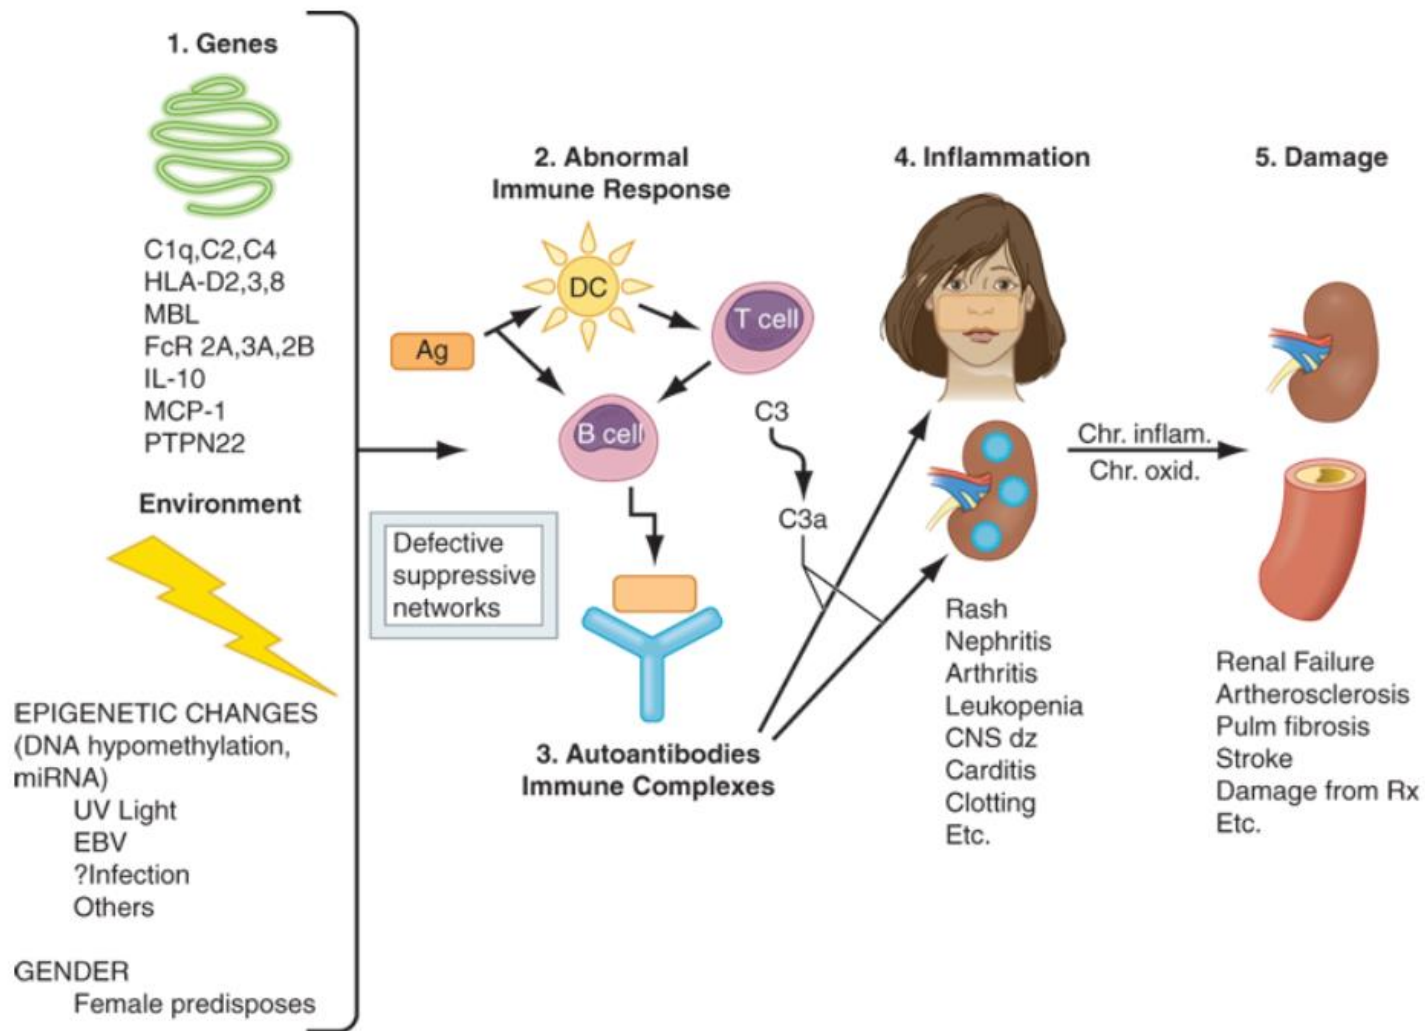 1. Genes
C1q,C2,C4
HLA-D2,3,8
MBL
FcR 2A,3A,2B
IL-10
MCP-1
PTPN22
Environment
EPIGENETIC CHANGES
(DNA hypomethylation,
miRNA)
UV Light
EBV
?Infection
Others
GENDER
Female predisposes
2. Abnormal
Immune Response
DC
T cell
Ag
B cell
C3
C3a
Defective
suppressive
networks
3. Autoantibodies
Immune Complexes
4. Inflammation
Rash
Nephritis
Arthritis
Leukopenia
CNS dz
Carditis
Clotting
Etc.
Chr. inflam.
Chr. oxid.
5. Damage
Renal Failure
Artherosclerosis
Pulm fibrosis
Stroke
Damage from Rx
Etc.